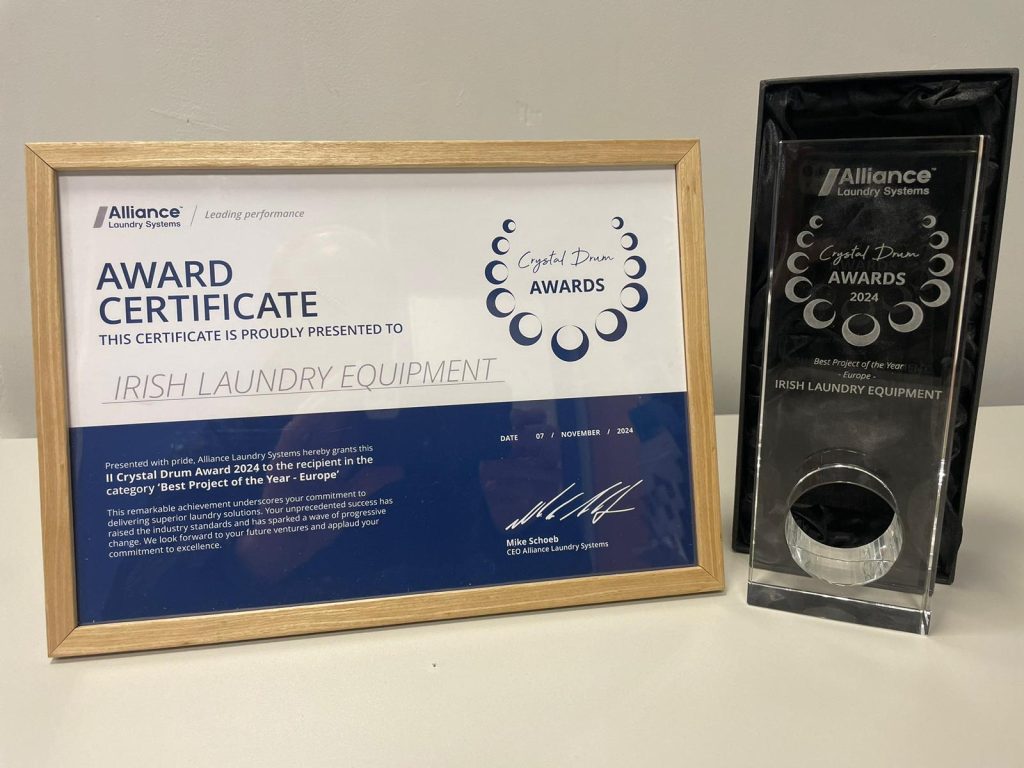 Alliance™
Laundry Systems
Leading performance
AWARD
CERTIFICATE
THIS CERTIFICATE IS PROUDLY PRESENTED TO
IRISH LAUNDRY EQUIPMENT
Crystal Drum
AWARDS
DATE 07 / NOVEMBER / 2024
Presented with pride, Alliance Laundry Systems hereby grants this
II Crystal Drum Award 2024 to the recipient in the
category ‘Best Project of the Year - Europe’
This remarkable achievement underscores your commitment to
delivering superior laundry solutions. Your unprecedented success has
raised the industry standards and has sparked a wave of progressive
change. We look forward to your future ventures and applaud your
commitment to excellence.
Mike Schoeb
CEO Alliance Laundry Systems
Alliance™
Laundry Systems
Crystal Drum
AWARDS
2024
Best Project of the Year
- Europe -
IRISH LAUNDRY EQUIPMENT